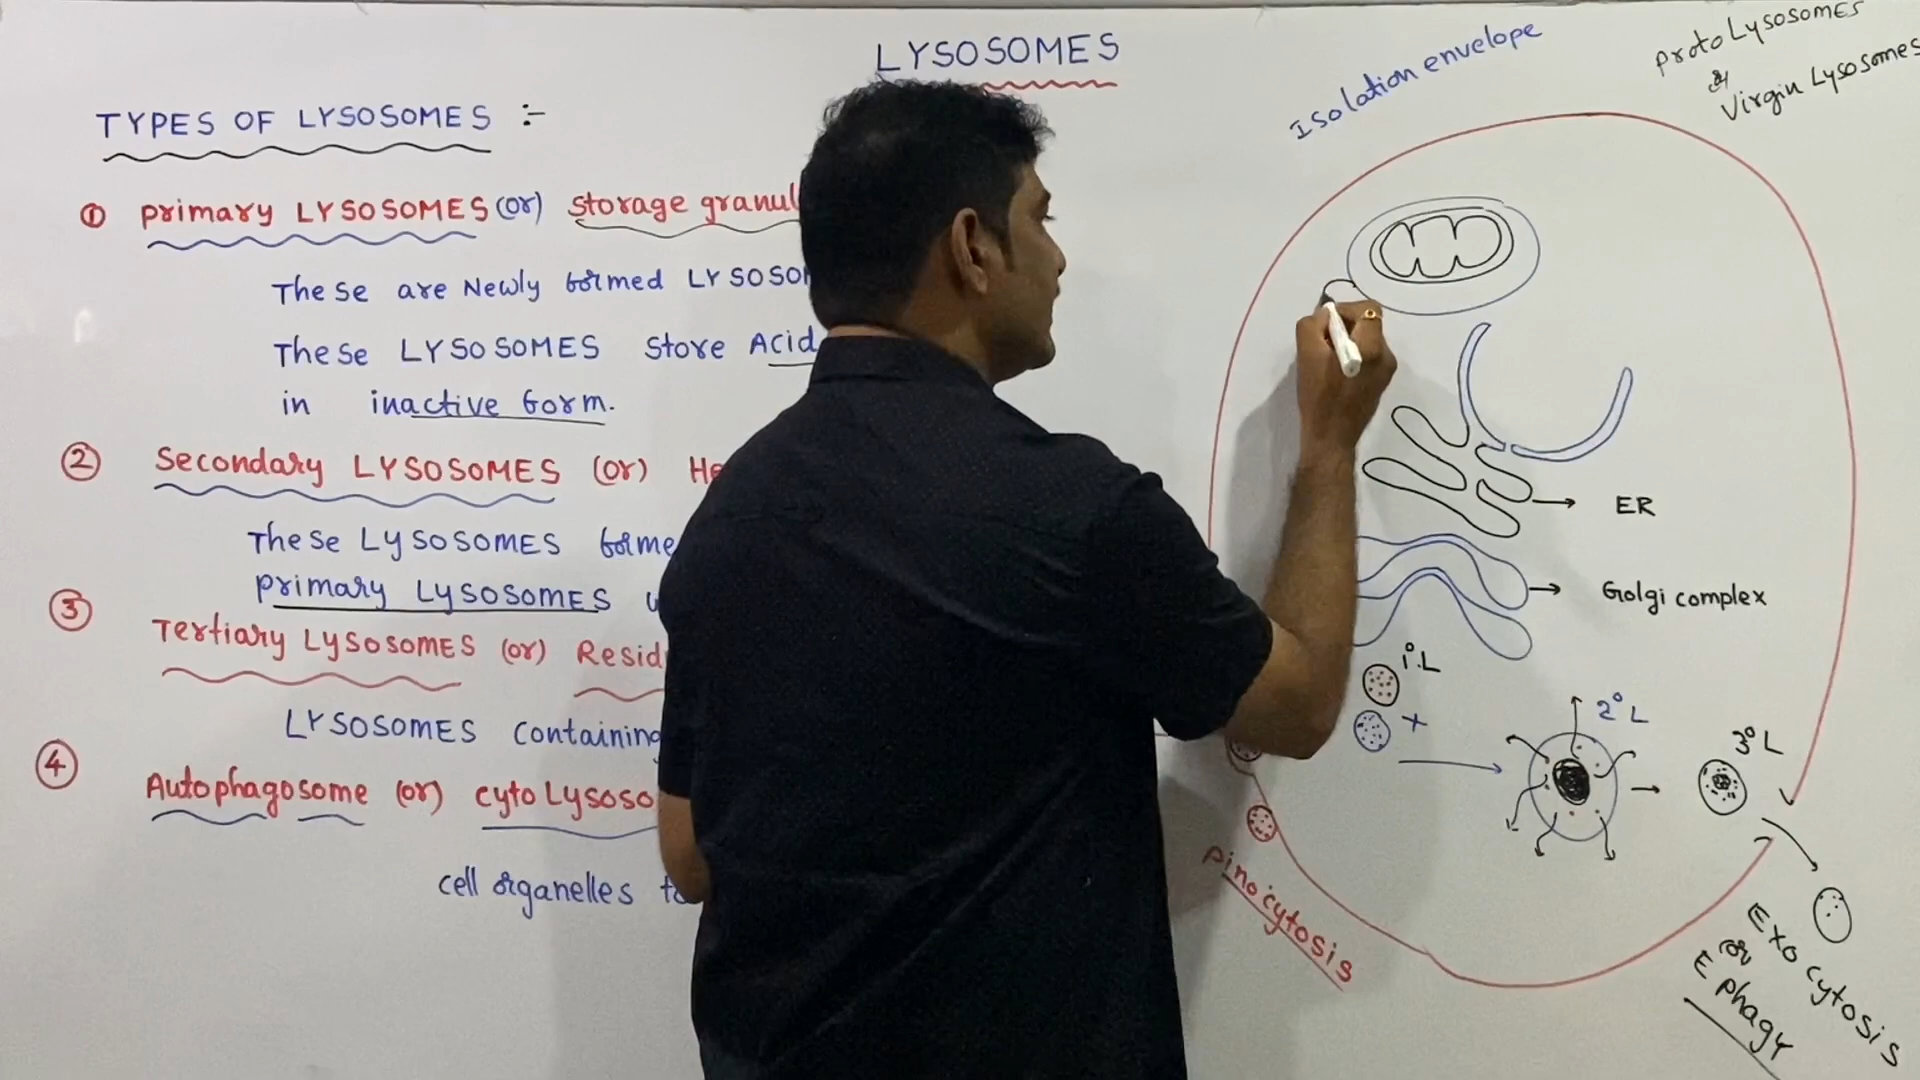 LYSOSOMES
TYPES OF LYSOSOMES :-
① primary LYSOSOMES (or) storage granul
These are Newly formed LYSOSO
These LYSOSOMES store Acid
in inactive form.
② Secondary LYSOSOMES (or) He
These LYSOSOMES forme
primary LYSOSOMES
③ Tertiary LYSOSOMES (or) Resid
LYSOSOMES containing
④ Autophagosome (or) cyto Lysoso
cell organelles to
Isolation envelope
proto Lysosomes
&
Virgin Lysosomes
ER
Golgi complex
1° L
+
2° L
3° L
pinocytosis
Exocytosis
or
Ephagy